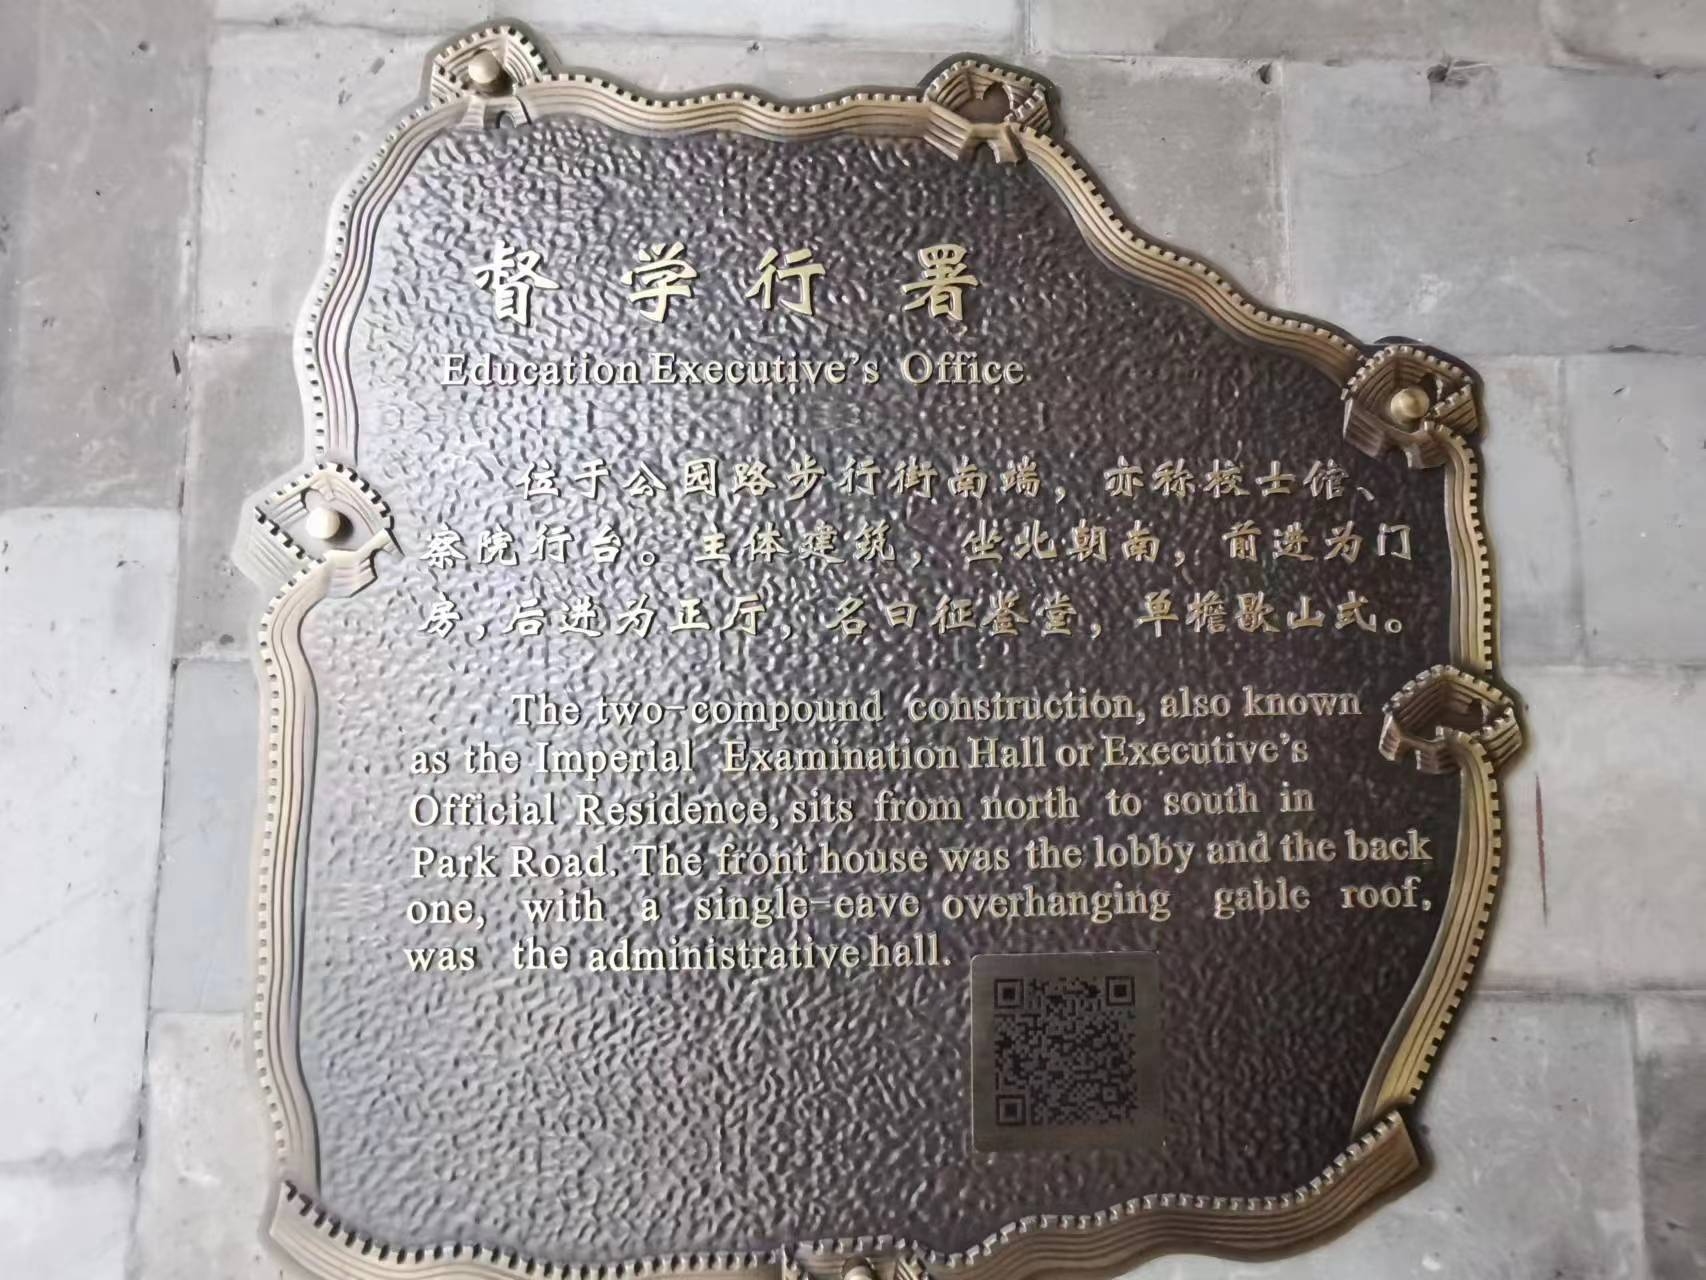 督学行署
Education Executive's Office
位于公园路步行街南端，亦称校士馆、
察院行台。主体建筑，坐北朝南，前进为门
房，后进为正厅，名曰征鉴堂，单檐歇山式。
The two-compound construction, also known
as the Imperial Examination Hall or Executive's
Official Residence, sits from north to south in
Park Road. The front house was the lobby and the back
one, with a single-eave overhanging gable roof,
was the administrative hall.